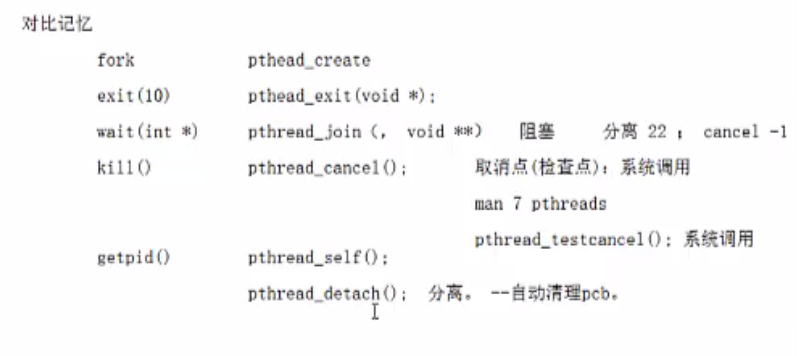 对比记忆
fork pthead_create
exit(10) pthead_exit(void *);
wait(int *) pthread_join（, void **） 阻塞 分离 22 ; cancel -1
kill() pthread_cancel(); 取消点(检查点): 系统调用
man 7 pthreads
pthread_testcancel(); 系统调用
getpid() pthread_self();
pthread_detach(); 分离。 --自动清理pcb。